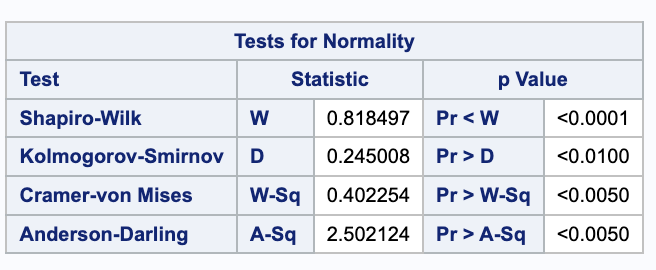 Tests for Normality
Test Statistic p Value
Shapiro-Wilk W 0.818497 Pr < W <0.0001
Kolmogorov-Smirnov D 0.245008 Pr > D <0.0100
Cramer-von Mises W-Sq 0.402254 Pr > W-Sq <0.0050
Anderson-Darling A-Sq 2.502124 Pr > A-Sq <0.0050